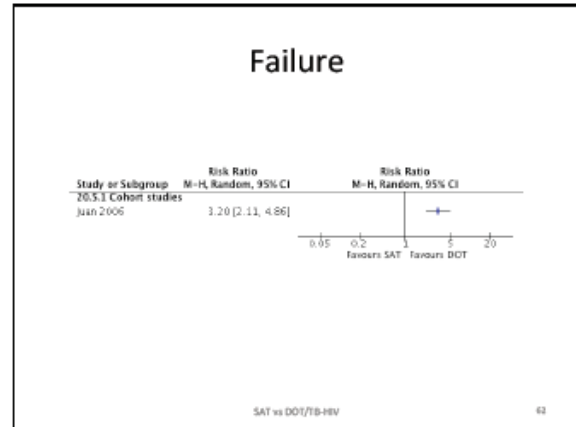 Failure
Risk Ratio Risk Ratio
Study or Subgroup M-H, Random, 95% CI M-H, Random, 95% CI
20.5.1 Cohort studies
Juan 2006 3.20 [2.11, 4.86]
0.05 0.2 1 5 20
Favours SAT Favours DOT
SAT vs DOT/TB-HIV 62